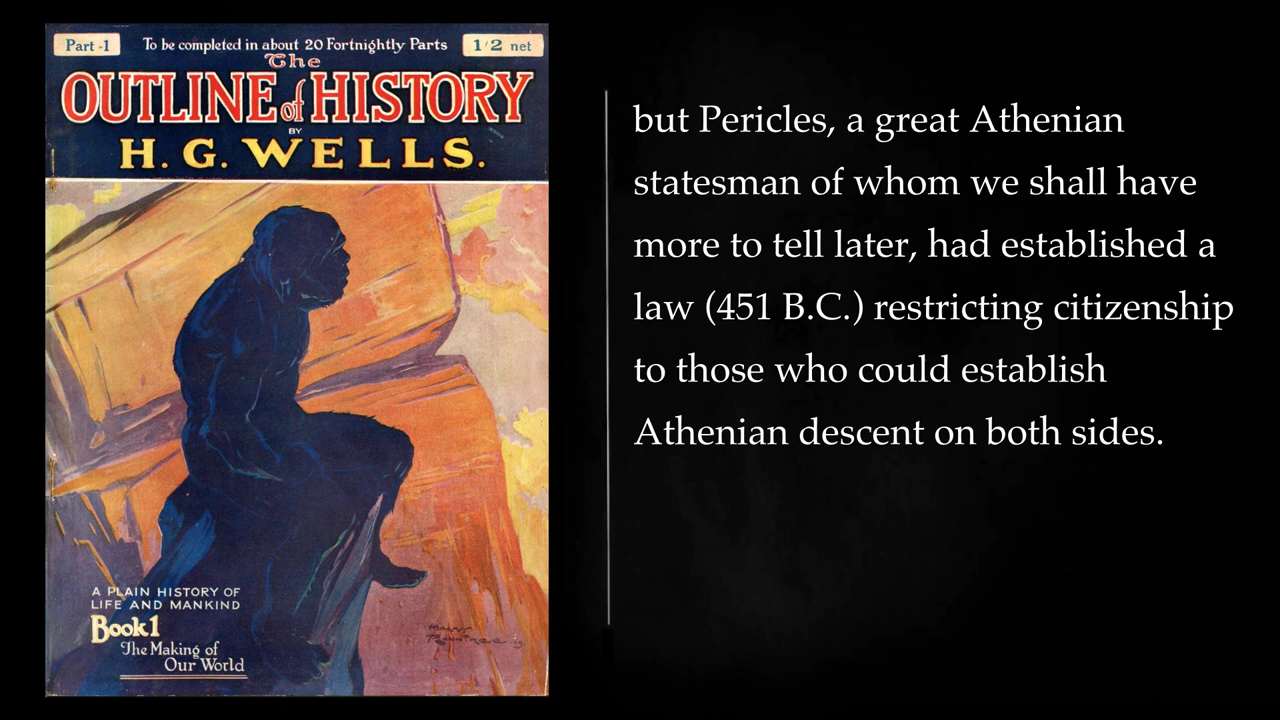 Part -1
To be completed in about 20 Fortnightly Parts
1/2 net
The
OUTLINE of HISTORY
BY
H. G. WELLS.
A PLAIN HISTORY OF
LIFE AND MANKIND
Book 1
The Making of
Our World
but Pericles, a great Athenian
statesman of whom we shall have
more to tell later, had established a
law (451 B.C.) restricting citizenship
to those who could establish
Athenian descent on both sides.